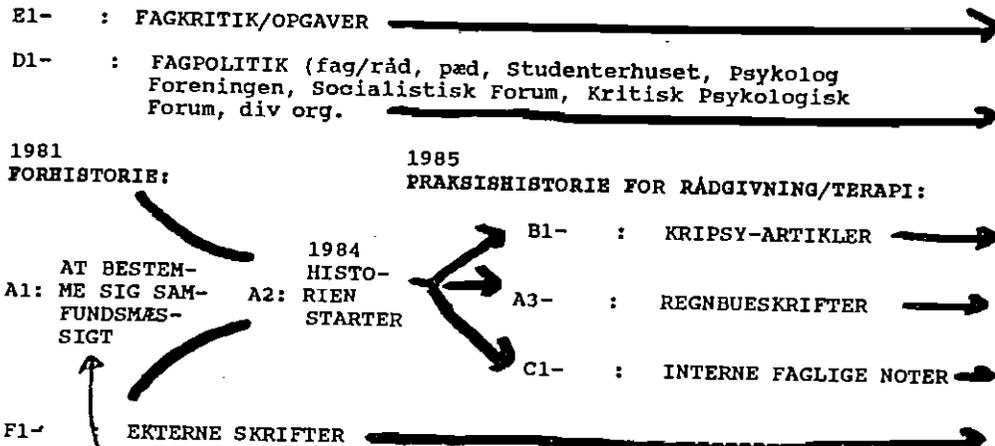 E1- : FAGKRITIK/OPGAVER
D1- : FAGPOLITIK (fag/råd, pæd, Studenterhuset, Psykolog
Foreningen, Socialistisk Forum, Kritisk Psykologisk
Forum, div org.
1981
FORHISTORIE:
1985
PRAKSISHISTORIE FOR RÅDGIVNING/TERAPI:
B1- : KRIPSY-ARTIKLER
A1: AT BESTEM-
ME SIG SAM-
FUNDSMÆS-
SIGT
A2: 1984
HISTO-
RIEN
STARTER
A3- : REGNBUESKRIFTER
C1- : INTERNE FAGLIGE NOTER
F1- : EKTERNE SKRIFTER